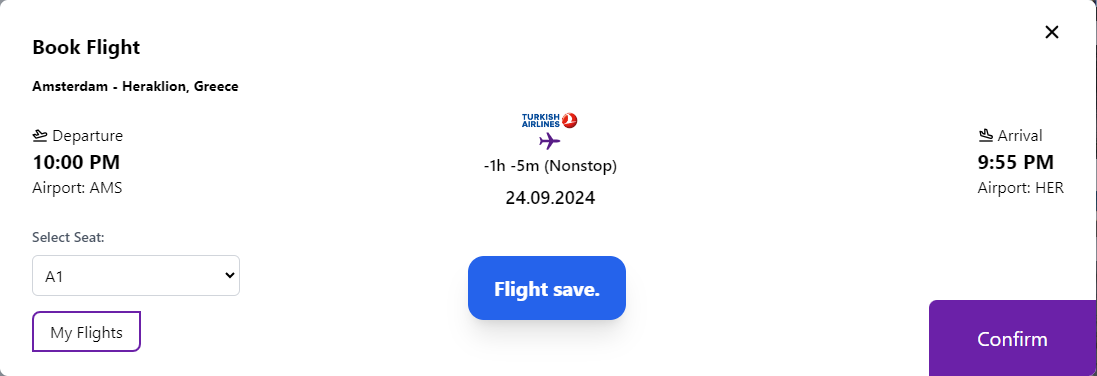 Book Flight
Amsterdam - Heraklion, Greece
Departure
10:00 PM
Airport: AMS
TURKISH
AIRLINES
-1h -5m (Nonstop)
24.09.2024
Arrival
9:55 PM
Airport: HER
Select Seat:
A1
My Flights
Flight save.
Confirm